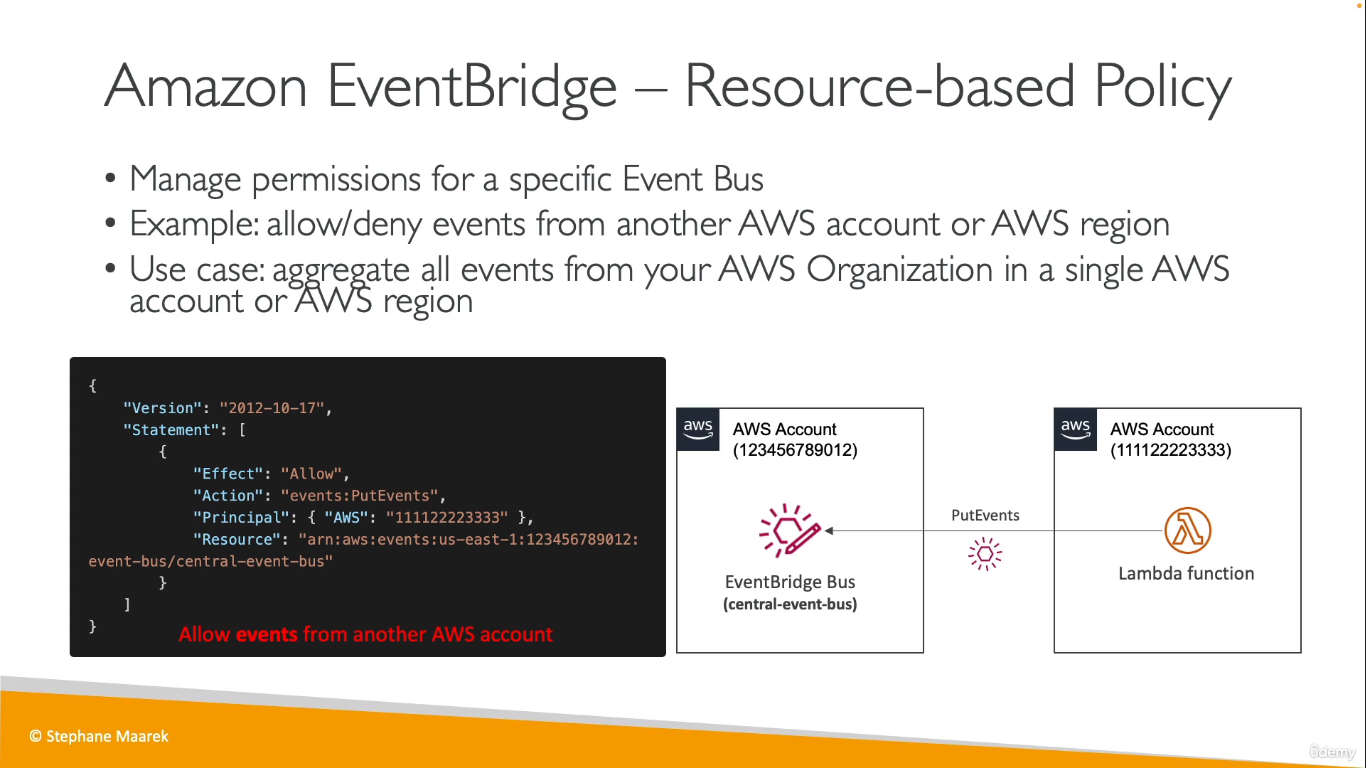 Amazon EventBridge – Resource-based Policy
• Manage permissions for a specific Event Bus
• Example: allow/deny events from another AWS account or AWS region
• Use case: aggregate all events from your AWS Organization in a single AWS
account or AWS region
{
    "Version": "2012-10-17",
    "Statement": [
        {
            "Effect": "Allow",
            "Action": "events:PutEvents",
            "Principal": { "AWS": "111122223333" },
            "Resource": "arn:aws:events:us-east-1:123456789012:
event-bus/central-event-bus"
        }
    ]
}
Allow events from another AWS account
aws
AWS Account
(123456789012)
EventBridge Bus
(central-event-bus)
PutEvents
aws
AWS Account
(111122223333)
Lambda function
© Stephane Maarek
ûdemy